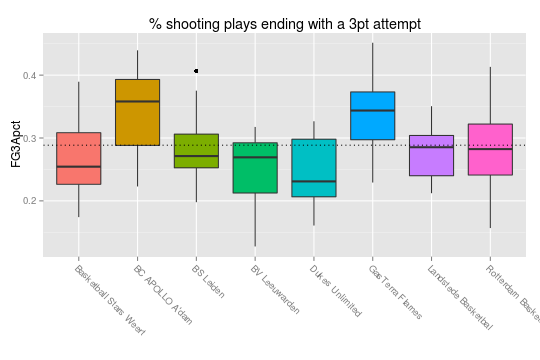 % shooting plays ending with a 3pt attempt
FG3Apct
0.4
0.3
0.2
Basketball Stars Weert
BC APOLLO A'dam
BS Leiden
BV Leeuwarden
Dukes Unlimited
GasTerra Flames
Landstede Basketbal
Rotterdam Baske